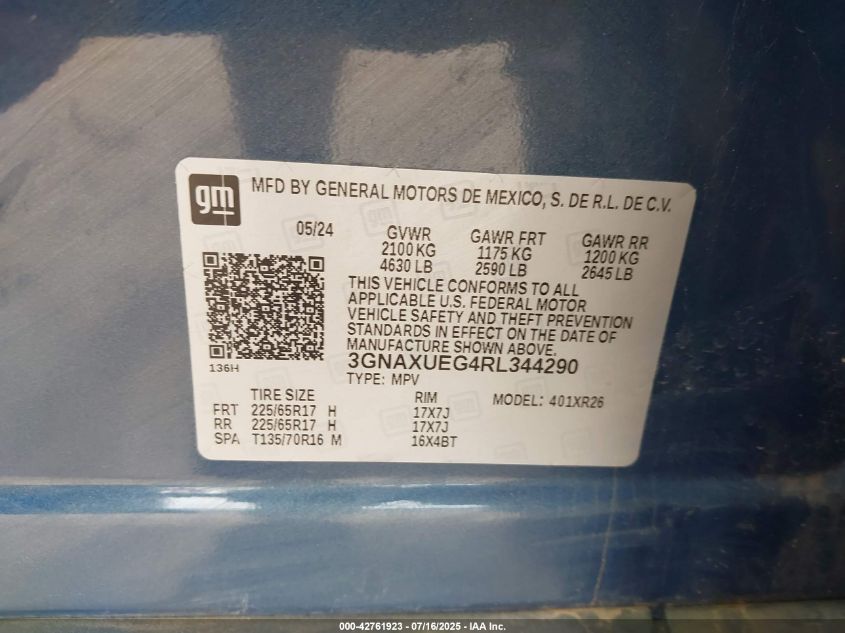 gm
MFD BY GENERAL MOTORS DE MEXICO, S. DE R.L. DE C.V.
05/24 GVWR GAWR FRT GAWR RR
2100 KG 1175 KG 1200 KG
4630 LB 2590 LB 2645 LB
THIS VEHICLE CONFORMS TO ALL
APPLICABLE U.S. FEDERAL MOTOR
VEHICLE SAFETY AND THEFT PREVENTION
STANDARDS IN EFFECT ON THE DATE OF
MANUFACTURE SHOWN ABOVE.
136H
3GNAXUEG4RL344290
TYPE: MPV
TIRE SIZE RIM MODEL: 401XR26
FRT 225/65R17 H 17X7J
RR 225/65R17 H 17X7J
SPA T135/70R16 M 16X4BT
000-42761923 - 07/16/2025 - IAA Inc.